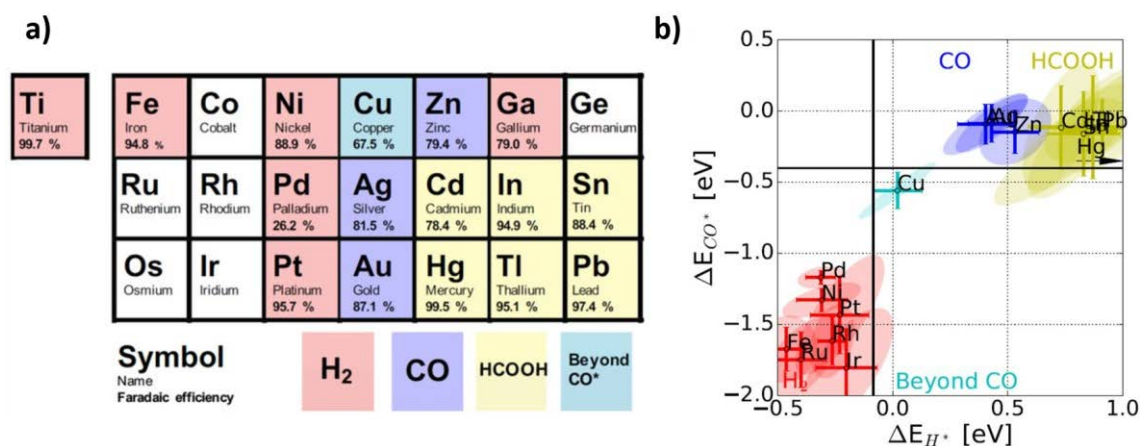 a)
Ti
Titanium
99.7 %
Fe
Iron
94.8 %
Co
Cobalt
Ni
Nickel
88.9 %
Cu
Copper
67.5 %
Zn
Zinc
79.4 %
Ga
Gallium
79.0 %
Ge
Germanium
Ru
Ruthenium
Rh
Rhodium
Pd
Palladium
26.2 %
Ag
Silver
81.5 %
Cd
Cadmium
78.4 %
In
Indium
94.9 %
Sn
Tin
88.4 %
Os
Osmium
Ir
Iridium
Pt
Platinum
95.7 %
Au
Gold
87.1 %
Hg
Mercury
99.5 %
Tl
Thallium
95.1 %
Pb
Lead
97.4 %
Symbol
Name
Faradaic efficiency
H₂
CO
HCOOH
Beyond
CO*
b)
0.5
0.0
−0.5
−1.0
−1.5
−2.0
ΔE_CO* [eV]
CO
HCOOH
Zn
Cd
Pb
Hg
Cu
Pd
Ni
Pt
Rh
Fe
Ru
Ir
H₂
Beyond CO
−0.5
0.0
0.5
1.0
ΔE_H* [eV]